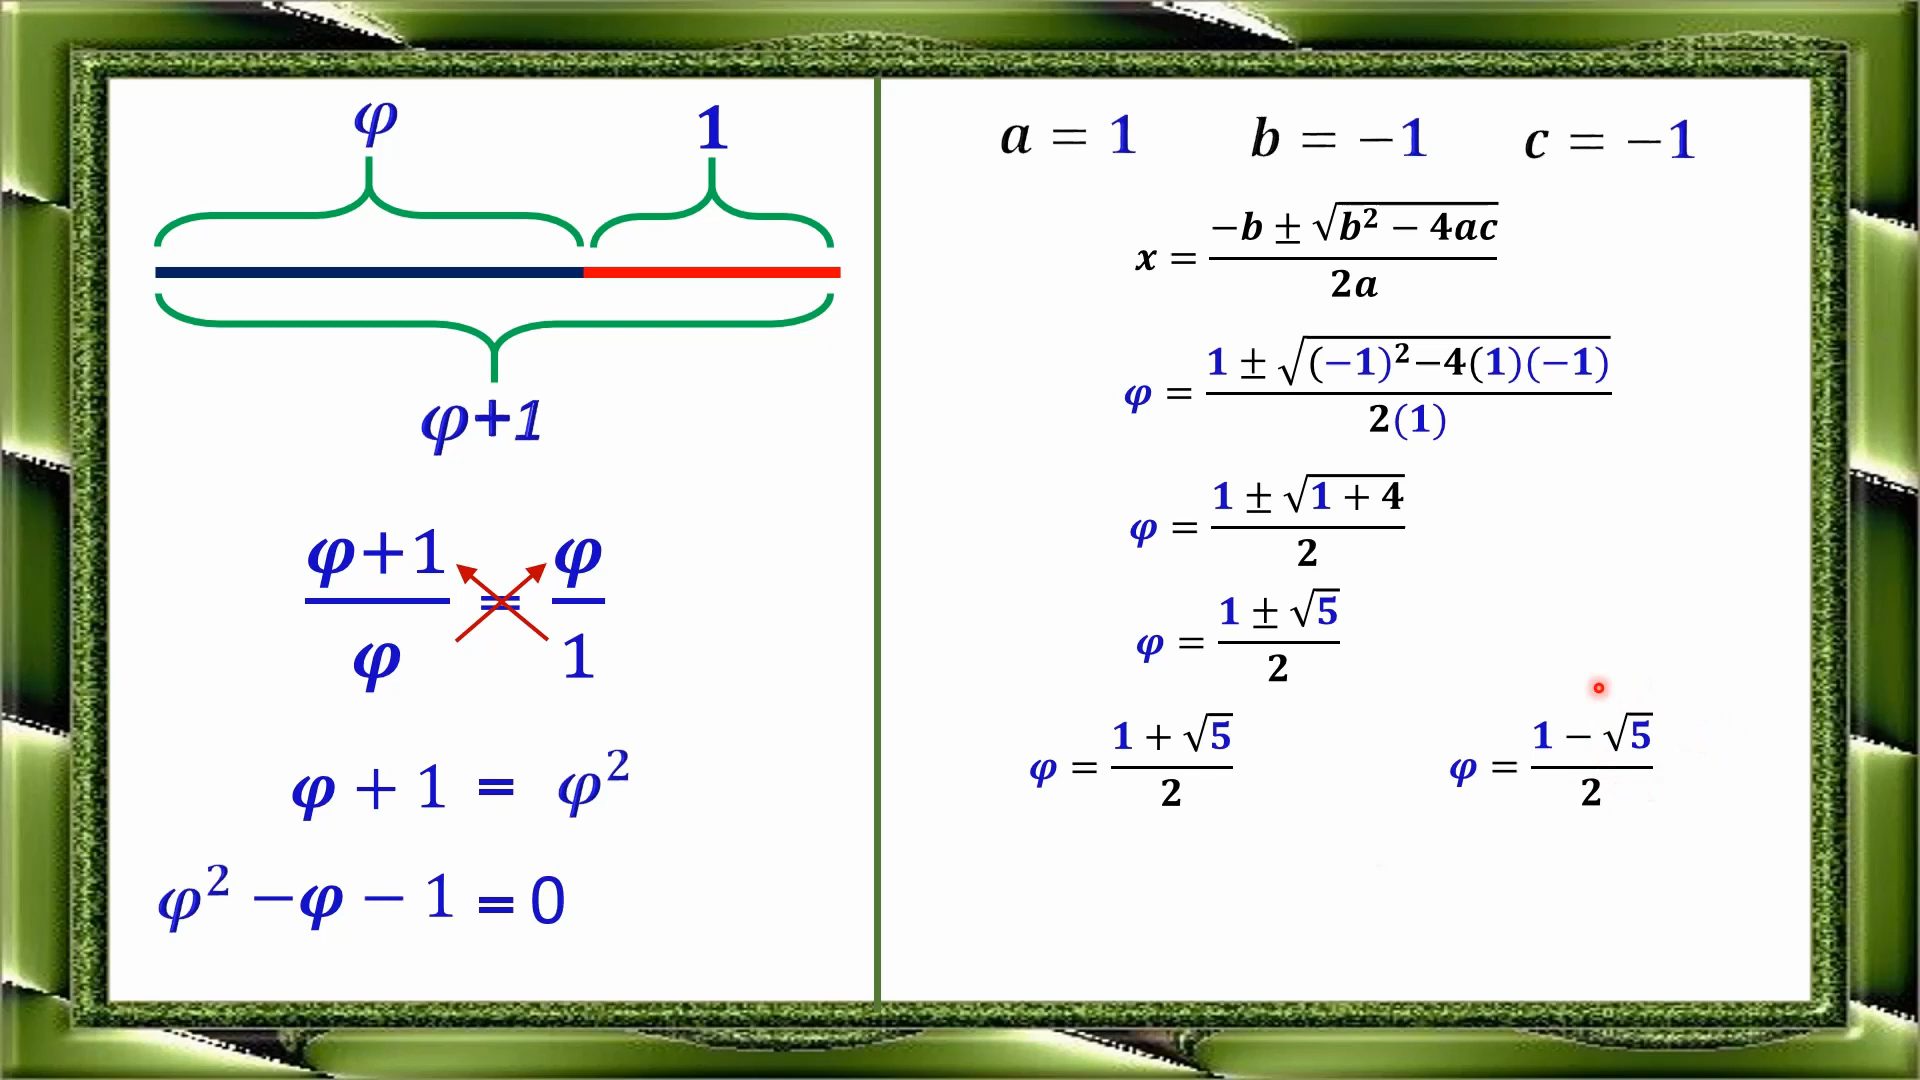 φ 1
φ+1
φ+1 / φ = φ / 1
φ + 1 = φ²
φ² − φ − 1 = 0
a = 1 b = −1 c = −1
x = (−b ± √(b² − 4ac)) / 2a
φ = (1 ± √((−1)²−4(1)(−1))) / 2(1)
φ = (1 ± √(1 + 4)) / 2
φ = (1 ± √5) / 2
φ = (1 + √5) / 2 φ = (1 − √5) / 2